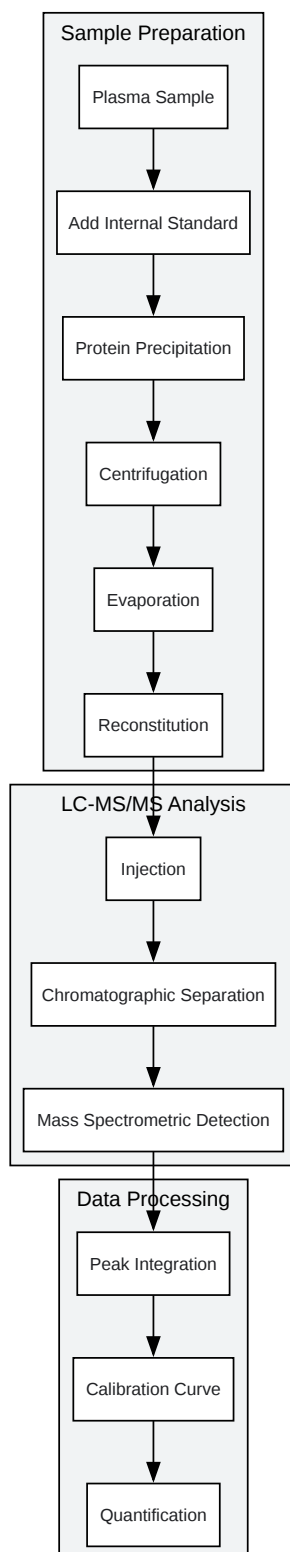 Sample Preparation
Plasma Sample
Add Internal Standard
Protein Precipitation
Centrifugation
Evaporation
Reconstitution
LC-MS/MS Analysis
Injection
Chromatographic Separation
Mass Spectrometric Detection
Data Processing
Peak Integration
Calibration Curve
Quantification